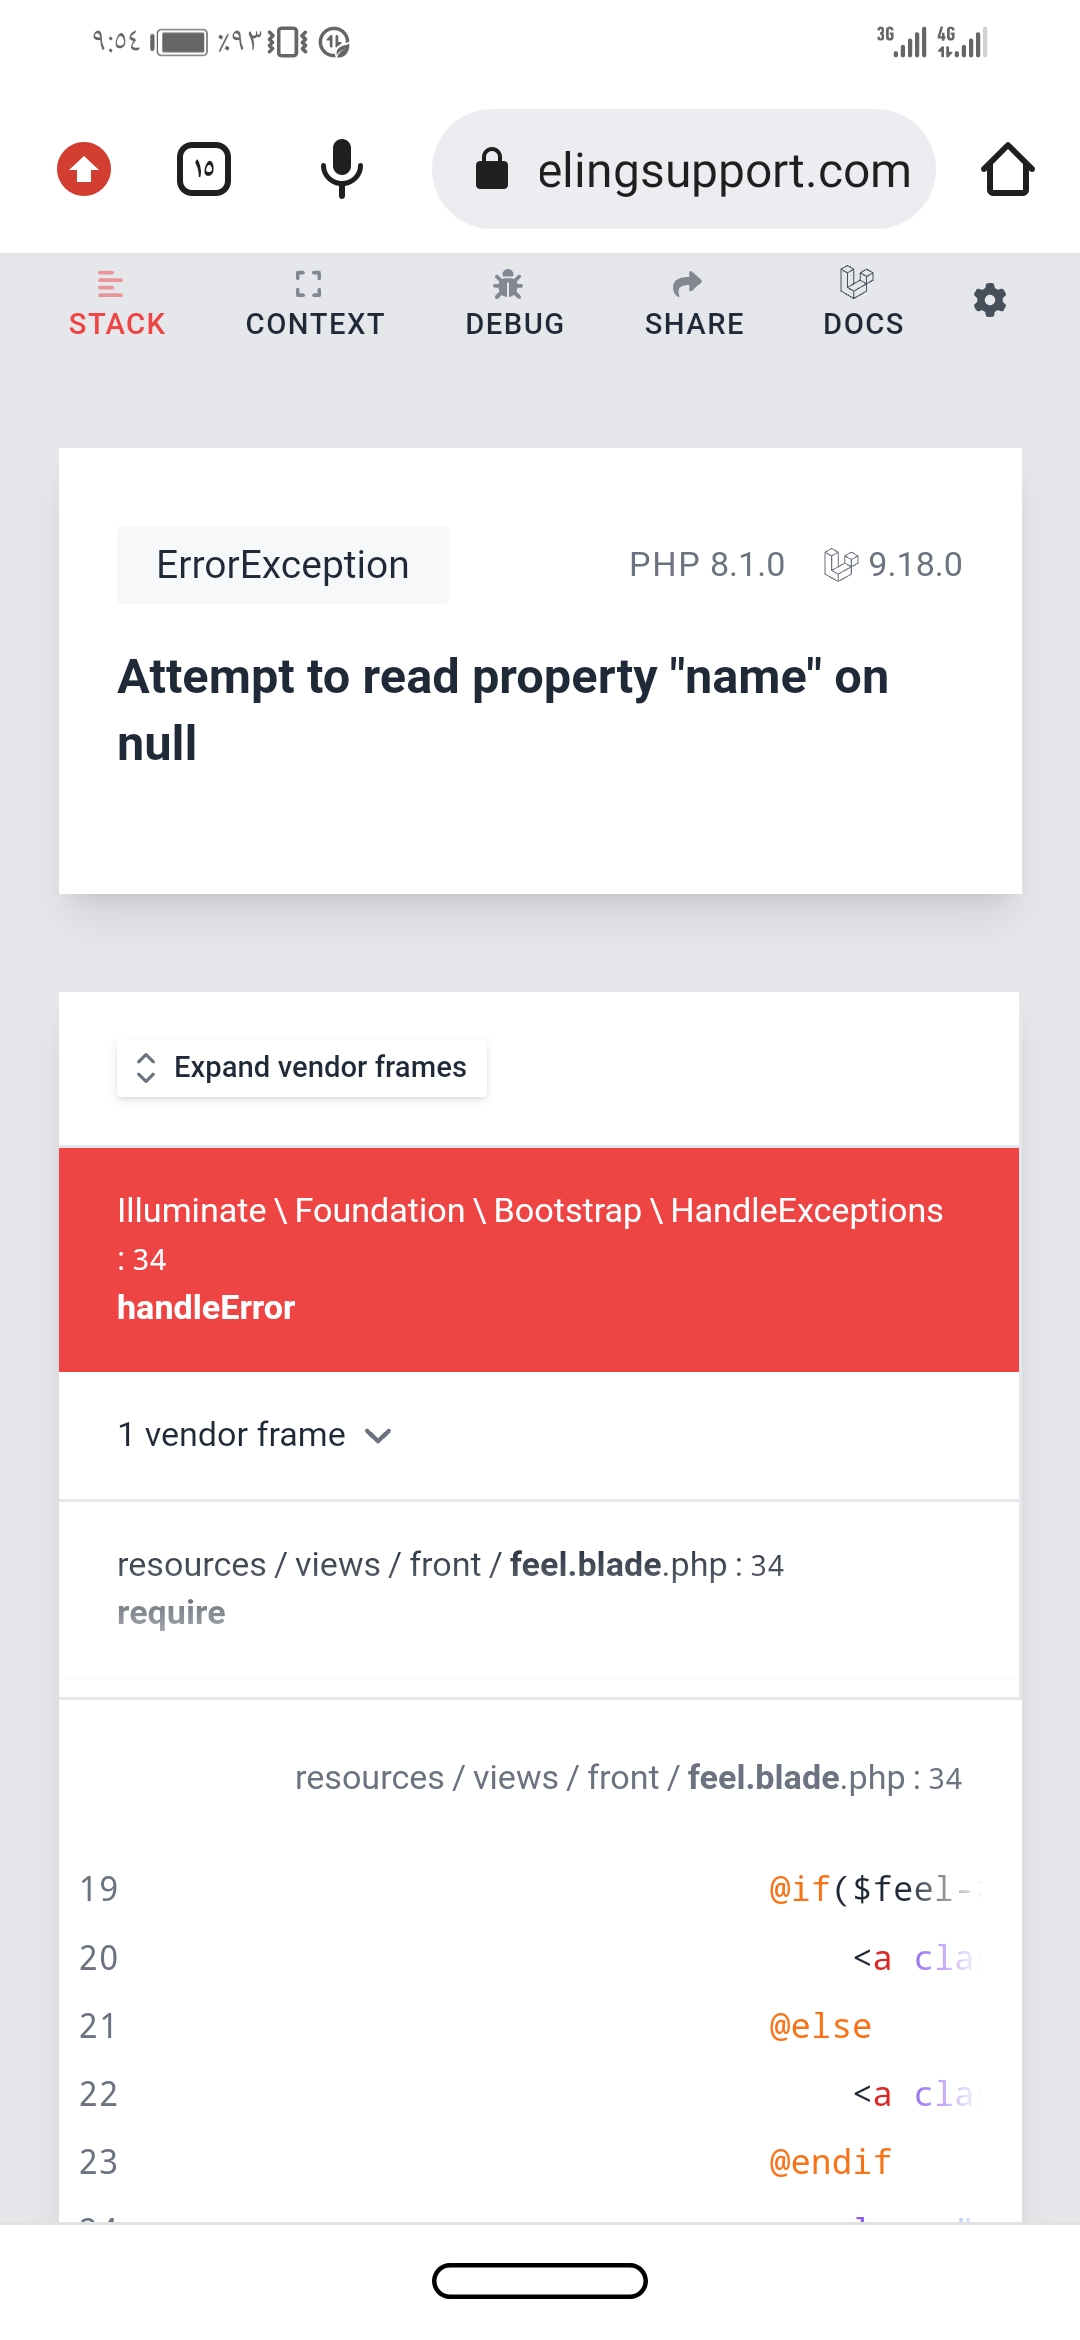 ٩:٥٤ ٪٩٣ 3G 4G
١٥ elingsupport.com
STACK CONTEXT DEBUG SHARE DOCS
ErrorException PHP 8.1.0 9.18.0
Attempt to read property "name" on
null
Expand vendor frames
Illuminate \ Foundation \ Bootstrap \ HandleExceptions
: 34
handleError
1 vendor frame
resources / views / front / feel.blade.php : 34
require
resources / views / front / feel.blade.php : 34
19 @if($feel-
20 <a cla
21 @else
22 <a cla
23 @endif